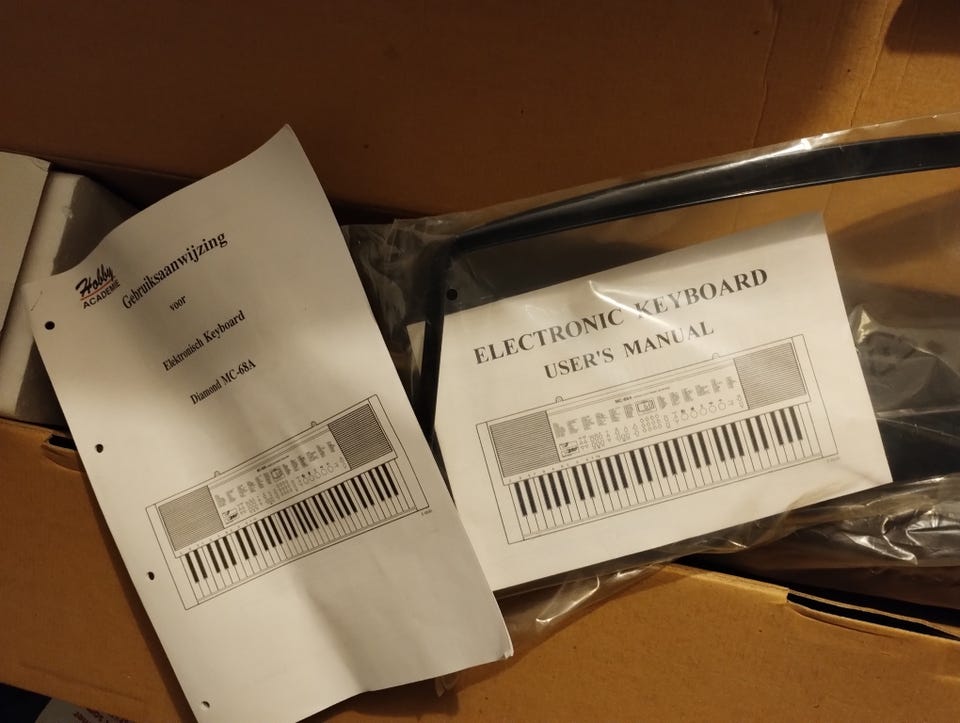 Hobby
ACADEMIE
Gebruiksaanwijzing
voor
Elektronisch Keyboard
Diamond MC-68A
ELECTRONIC KEYBOARD
USER'S MANUAL